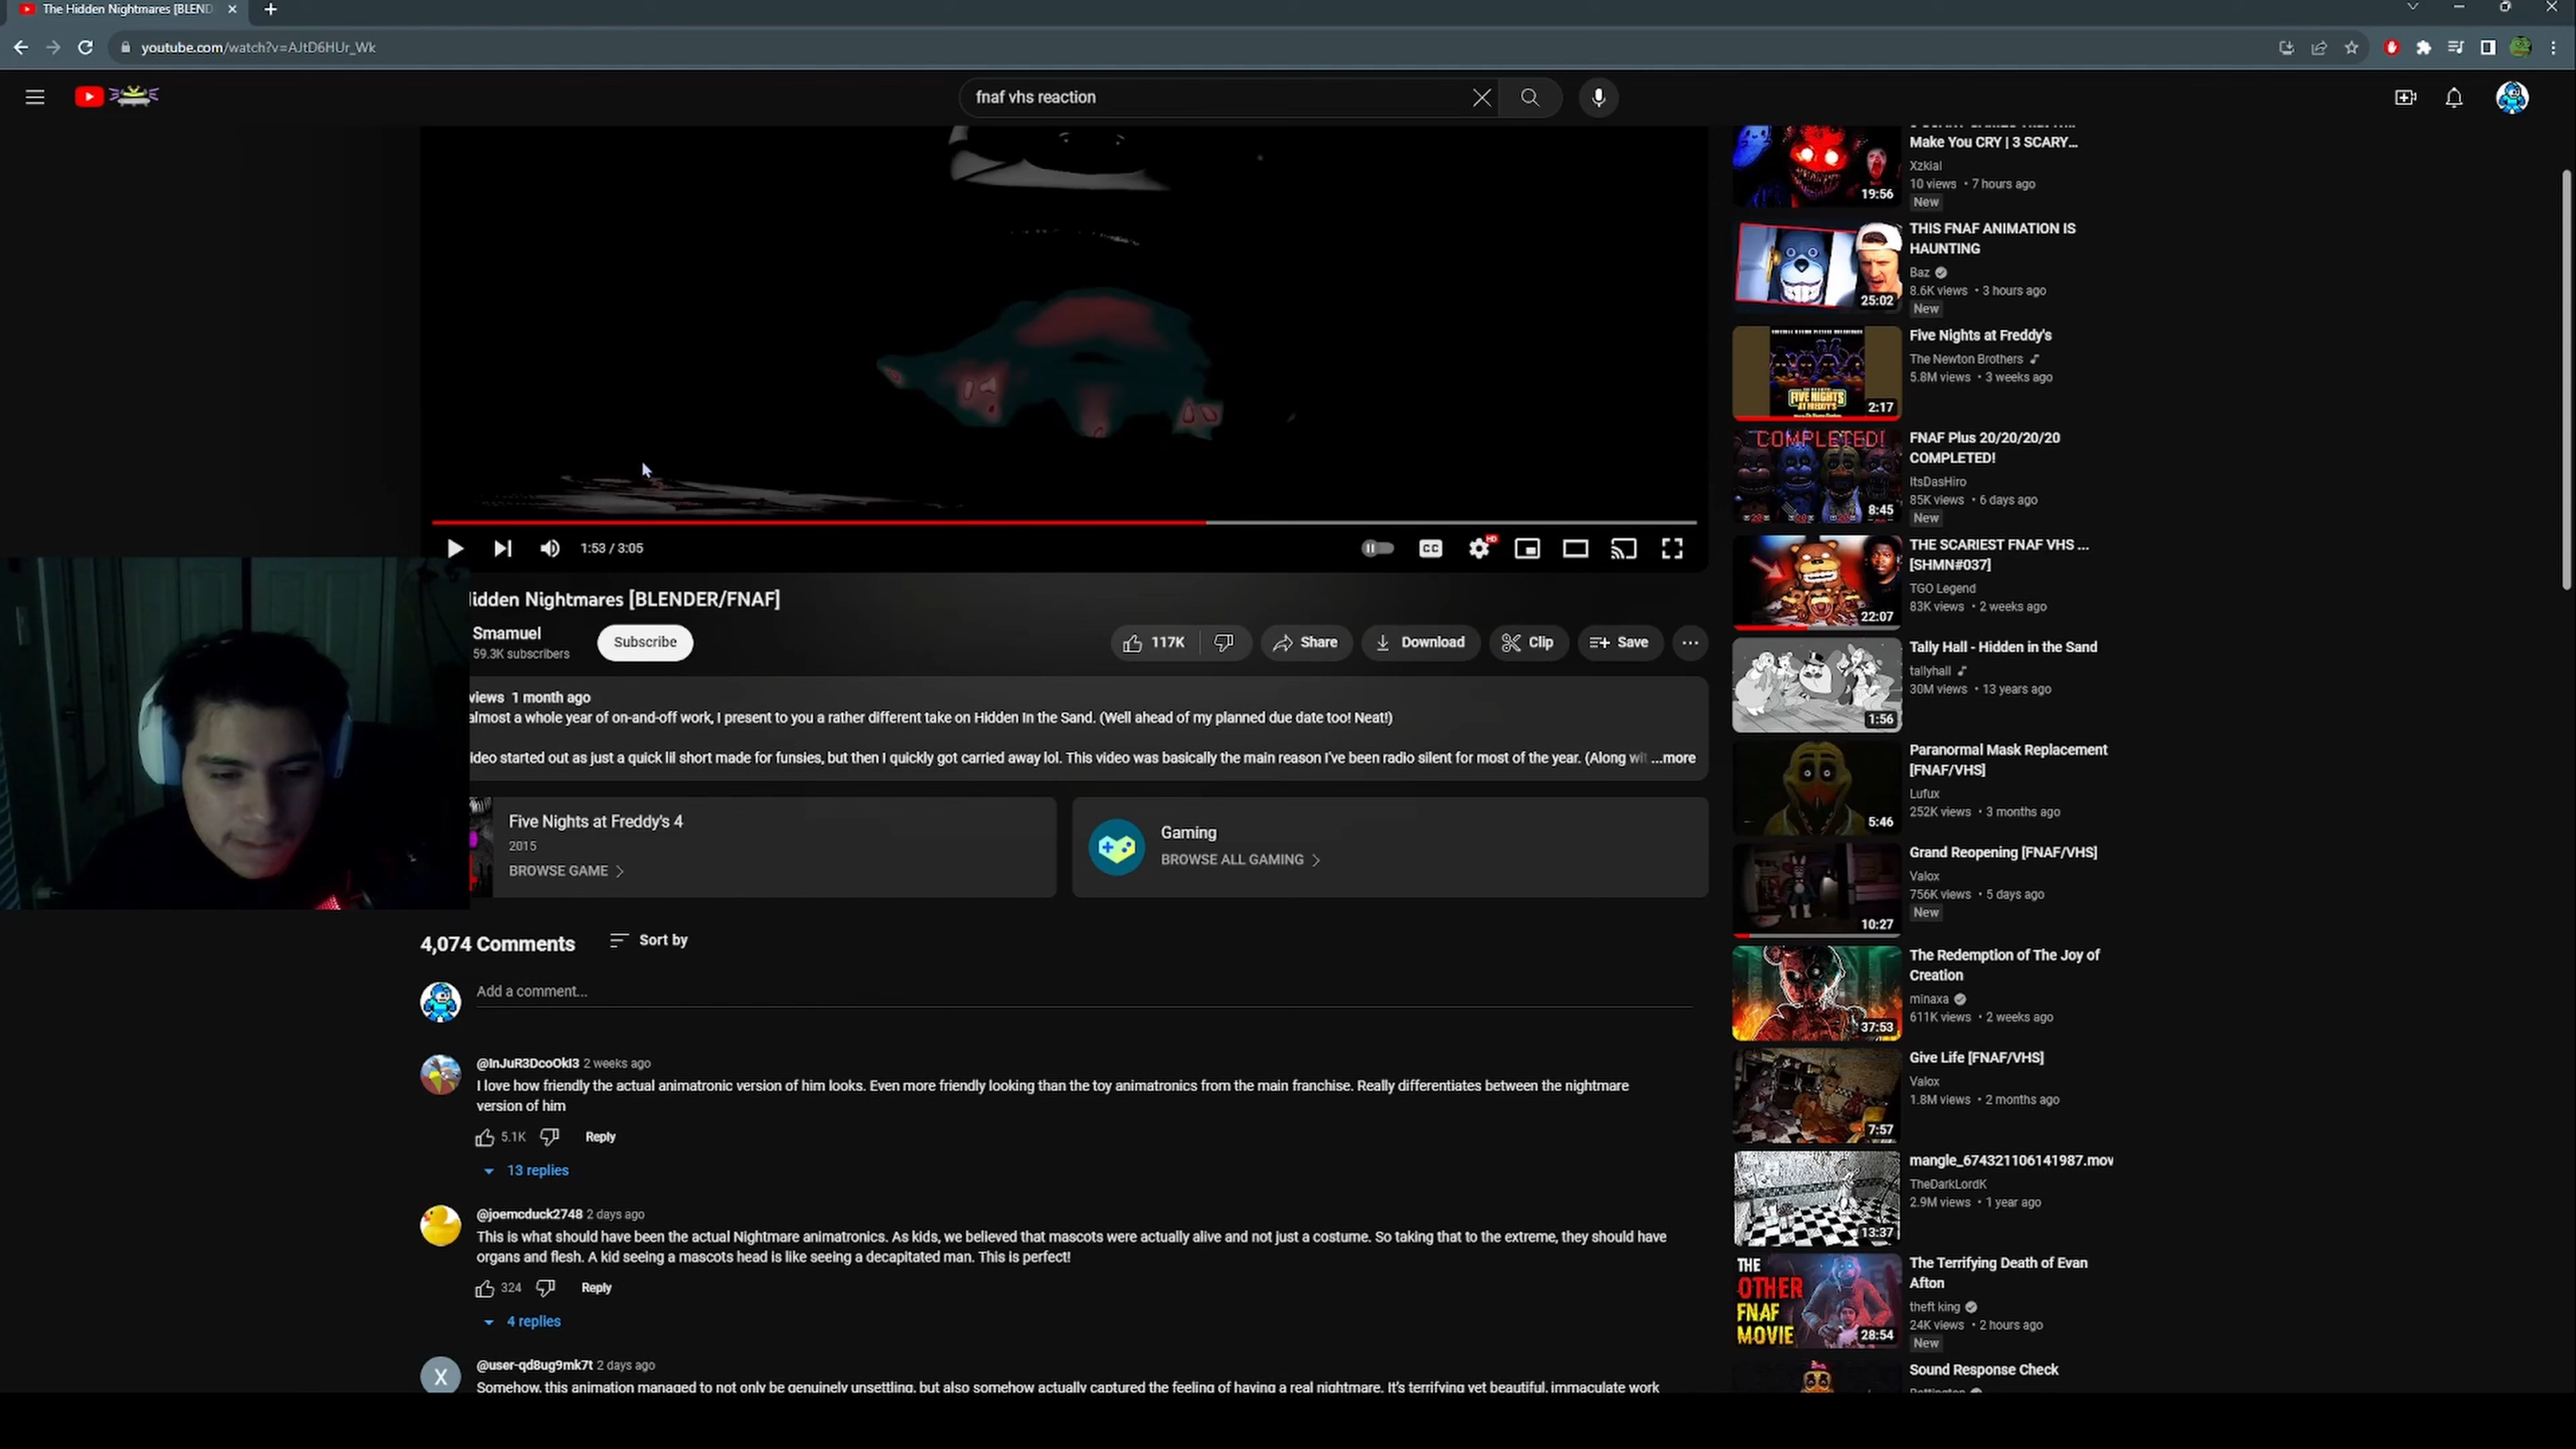 The Hidden Nightmares [BLEND
youtube.com/watch?v=AJtD6HUr_Wk
fnaf vhs reaction
1:53 / 3:05
CC
HD
Hidden Nightmares [BLENDER/FNAF]
Smamuel
59.3K subscribers
Subscribe
117K
Share
Download
Clip
Save
views 1 month ago
almost a whole year of on-and-off work, I present to you a rather different take on Hidden In the Sand. (Well ahead of my planned due date too! Neat!)
ideo started out as just a quick lil short made for funsies, but then I quickly got carried away lol. This video was basically the main reason I've been radio silent for most of the year. (Along wit ...more
Five Nights at Freddy's 4
2015
BROWSE GAME
Gaming
BROWSE ALL GAMING
4,074 Comments
Sort by
Add a comment...
@InJuR3DcoOkI3 2 weeks ago
I love how friendly the actual animatronic version of him looks. Even more friendly looking than the toy animatronics from the main franchise. Really differentiates between the nightmare
version of him
5.1K
Reply
13 replies
@joemcduck2748 2 days ago
This is what should have been the actual Nightmare animatronics. As kids, we believed that mascots were actually alive and not just a costume. So taking that to the extreme, they should have
organs and flesh. A kid seeing a mascots head is like seeing a decapitated man. This is perfect!
324
Reply
4 replies
X
@user-qd8ug9mk7t 2 days ago
Somehow, this animation managed to not only be genuinely unsettling, but also somehow actually captured the feeling of having a real nightmare. It's terrifying yet beautiful, immaculate work
Make You CRY | 3 SCARY...
Xzkial
10 views • 7 hours ago
New
19:56
THIS FNAF ANIMATION IS
HAUNTING
Baz
8.6K views • 3 hours ago
New
25:02
Five Nights at Freddy's
The Newton Brothers
5.8M views • 3 weeks ago
FIVE NIGHTS
AT FREDDY'S
2:17
FNAF Plus 20/20/20/20
COMPLETED!
ItsDasHiro
85K views • 6 days ago
New
COMPLETED!
8:45
THE SCARIEST FNAF VHS ...
[SHMN#037]
TGO Legend
83K views • 2 weeks ago
22:07
Tally Hall - Hidden in the Sand
tallyhall
30M views • 13 years ago
1:56
Paranormal Mask Replacement
[FNAF/VHS]
Lufux
252K views • 3 months ago
5:46
Grand Reopening [FNAF/VHS]
Valox
756K views • 5 days ago
New
10:27
The Redemption of The Joy of
Creation
minaxa
611K views • 2 weeks ago
37:53
Give Life [FNAF/VHS]
Valox
1.8M views • 2 months ago
7:57
mangle_674321106141987.mov
TheDarkLordK
2.9M views • 1 year ago
13:37
The Terrifying Death of Evan
Afton
theft king
24K views • 2 hours ago
New
THE
OTHER
FNAF
MOVIE
28:54
Sound Response Check